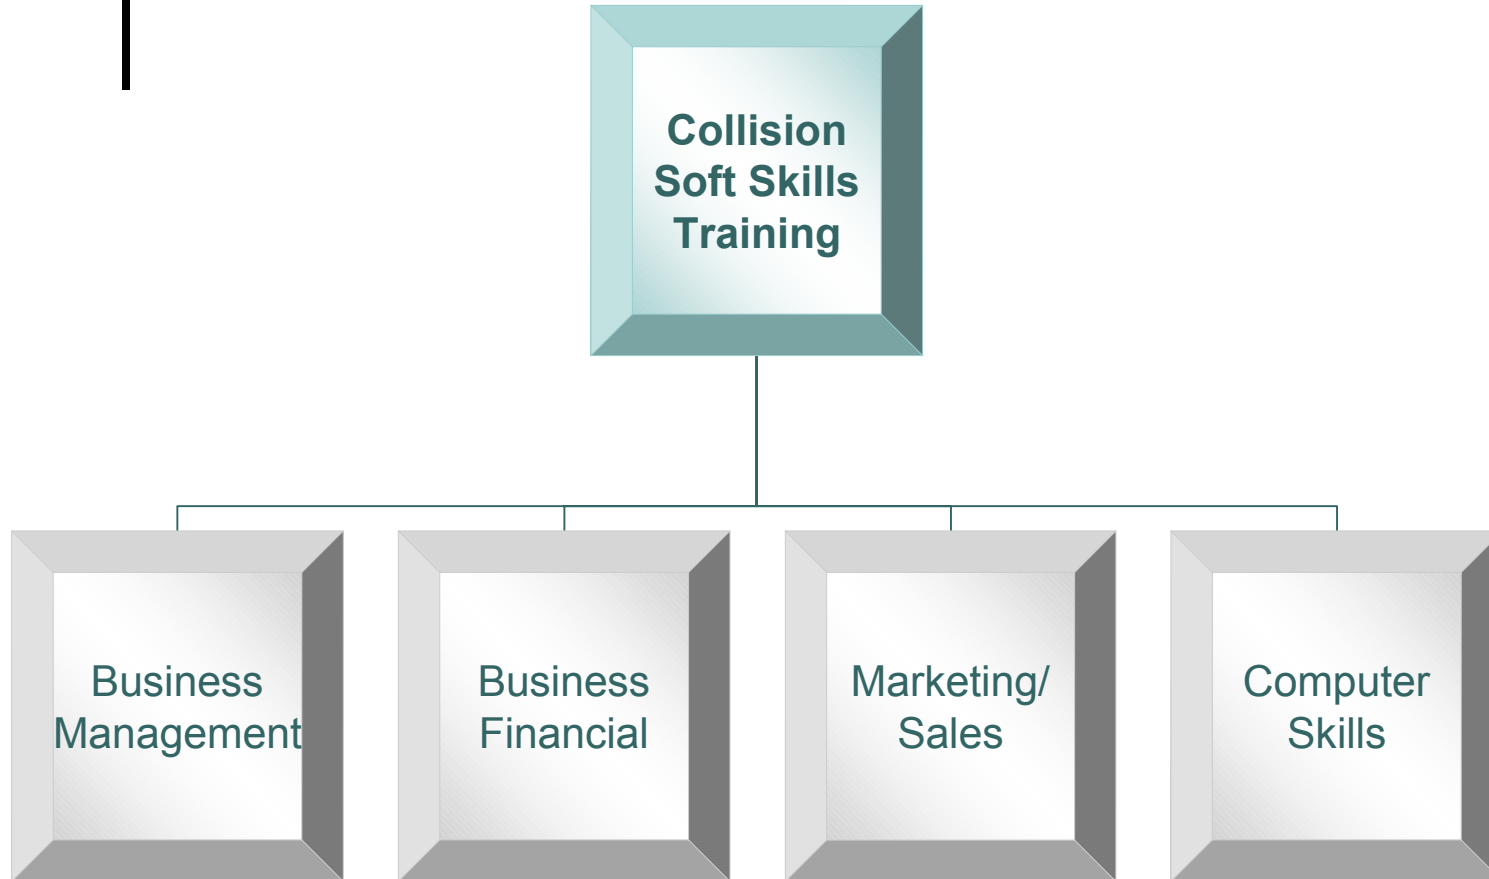 Collision
Soft Skills
Training
Business
Management
Business
Financial
Marketing/
Sales
Computer
Skills